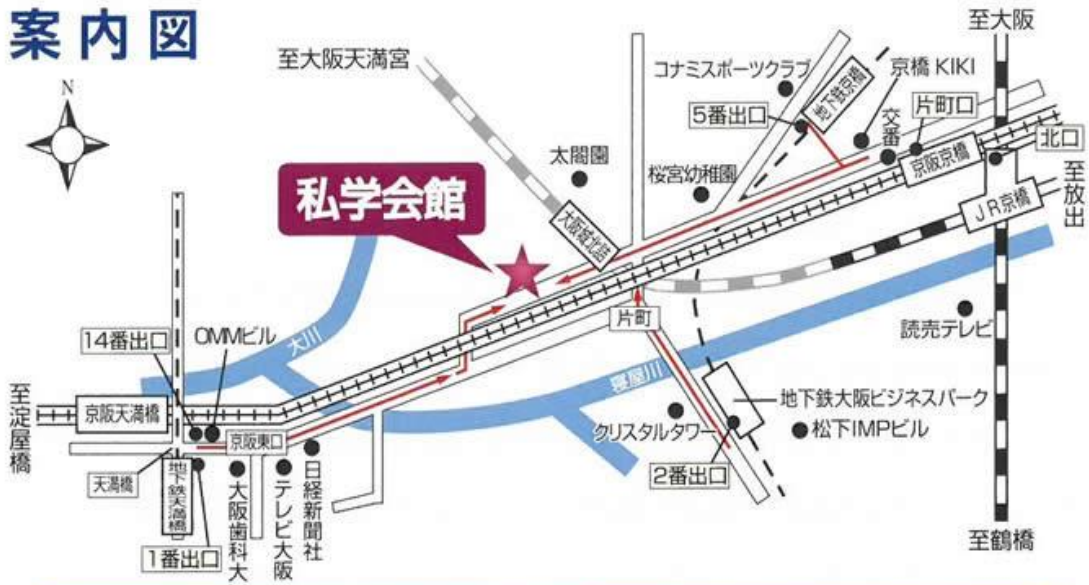 案内図
N
至大阪天満宮
至大阪
コナミスポーツクラブ
地下鉄京橋
京橋 KIKI
片町口
5番出口
交番
北口
京阪京橋
太閤園
桜宮幼稚園
至放出
私学会館
大阪城北詰
JR京橋
片町
読売テレビ
14番出口
OMMビル
大川
寝屋川
至淀屋橋
京阪天満橋
地下鉄大阪ビジネスパーク
京阪東口
クリスタルタワー
松下IMPビル
天満橋
地下鉄天満橋
2番出口
1番出口
大阪歯科大
テレビ大阪
日経新聞社
至鶴橋